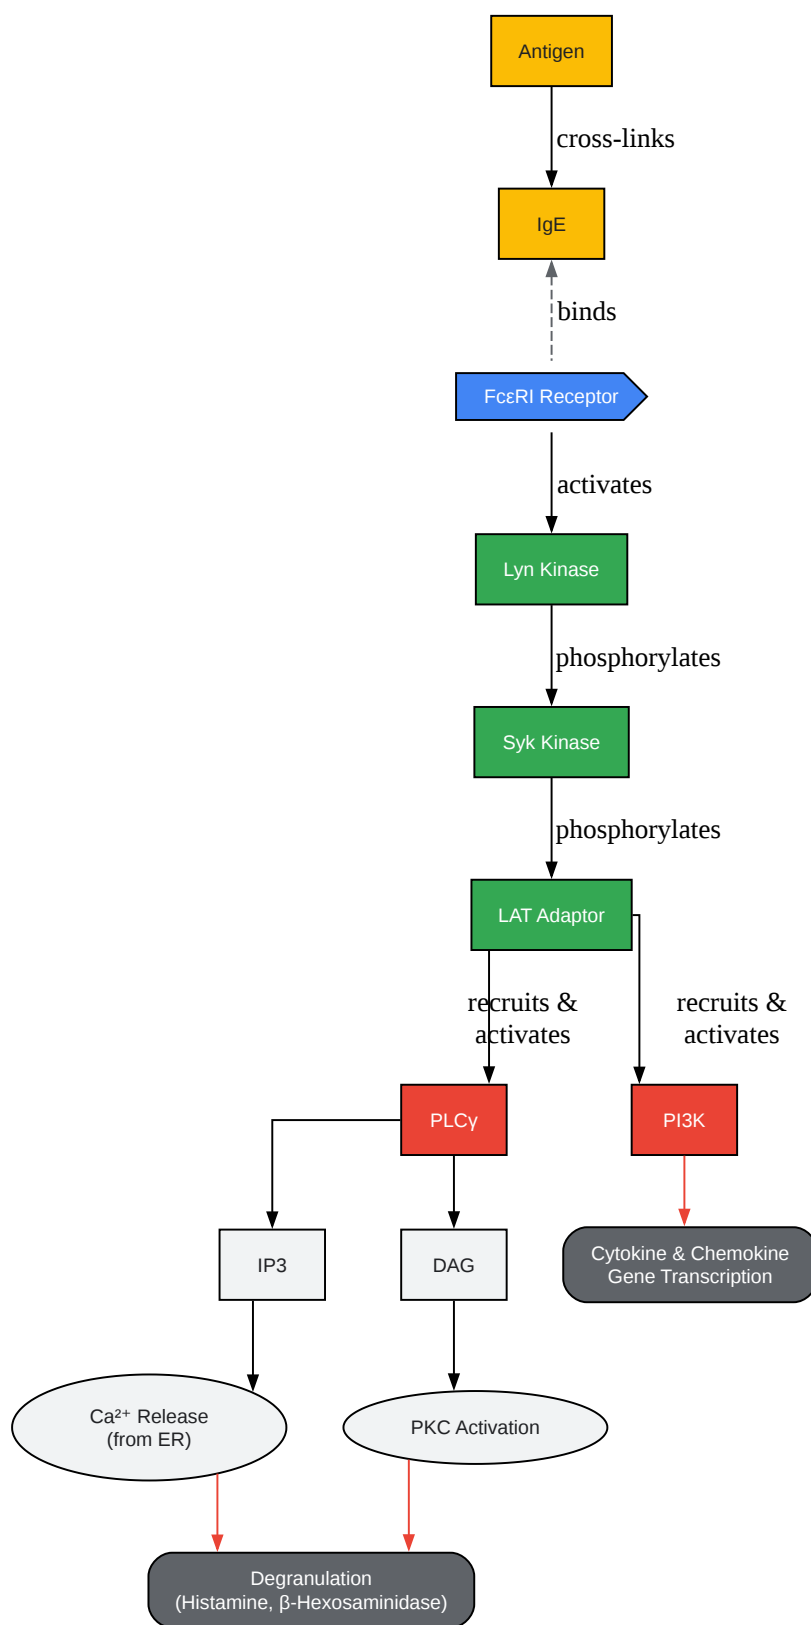 Antigen
cross-links
IgE
binds
FcεRI Receptor
activates
Lyn Kinase
phosphorylates
Syk Kinase
phosphorylates
LAT Adaptor
recruits &
activates
recruits &
activates
PLCγ
PI3K
IP3
DAG
Cytokine & Chemokine
Gene Transcription
Ca²⁺ Release
(from ER)
PKC Activation
Degranulation
(Histamine, β-Hexosaminidase)